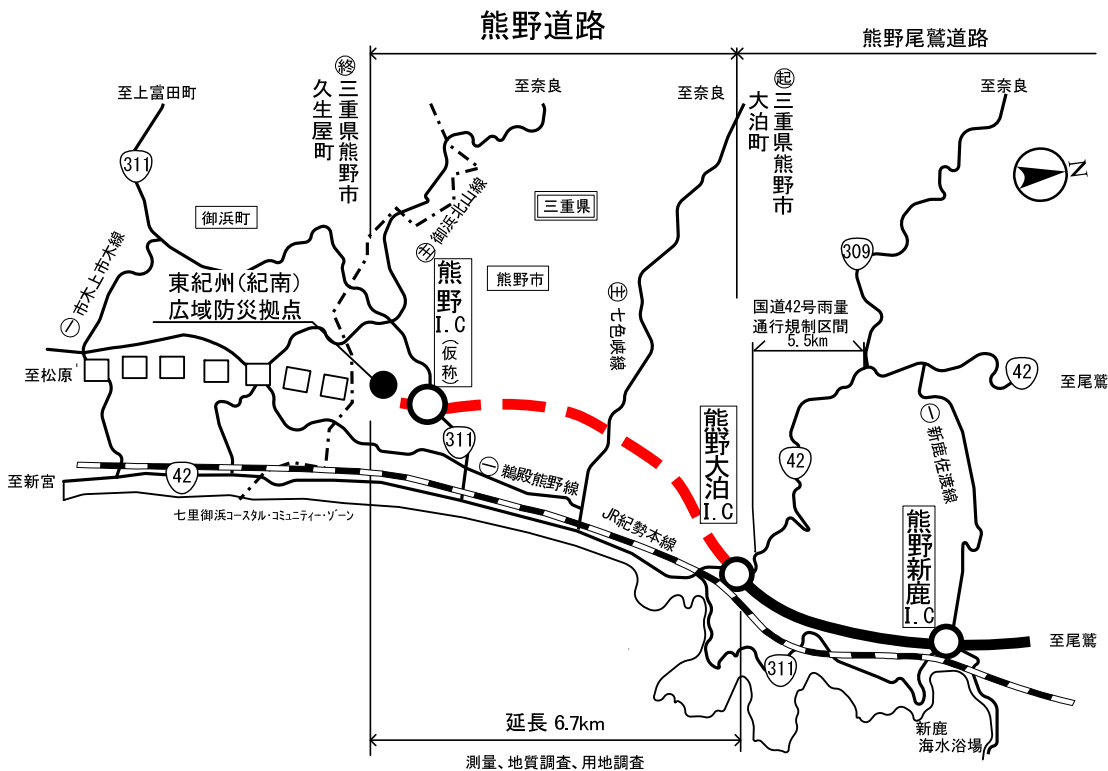 熊野道路
熊野尾鷲道路
至上富田町
終
三重県熊野市
久生屋町
至奈良
至奈良
起
三重県熊野市
大泊町
至奈良
N
311
御浜町
一
市木上市木線
主
御浜北山線
三重県
熊野市
東紀州(紀南)
広域防災拠点
熊野
I.C
(仮称)
主
七色峡線
309
国道42号雨量
通行規制区間
5.5km
至松原
42
至尾鷲
一
新鹿佐渡線
311
熊野大泊
I.C
42
至新宮
42
一
鵜殿熊野線
七里御浜コースタル・コミュニティー・ゾーン
JR紀勢本線
熊野新鹿
I.C
至尾鷲
311
新鹿
海水浴場
延長 6.7km
測量、地質調査、用地調査